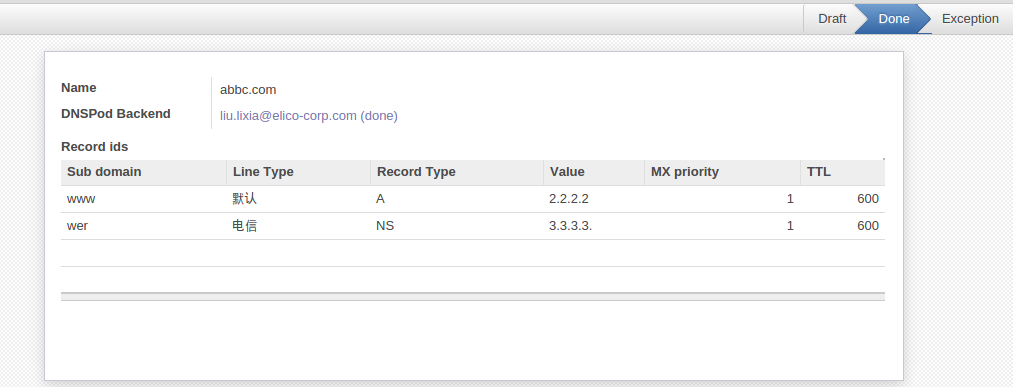 Draft Done Exception
Name abbc.com
DNSPod Backend liu.lixia@elico-corp.com (done)
Record ids
Sub domain Line Type Record Type Value MX priority TTL
www 默认 A 2.2.2.2 1 600
wer 电信 NS 3.3.3.3. 1 600